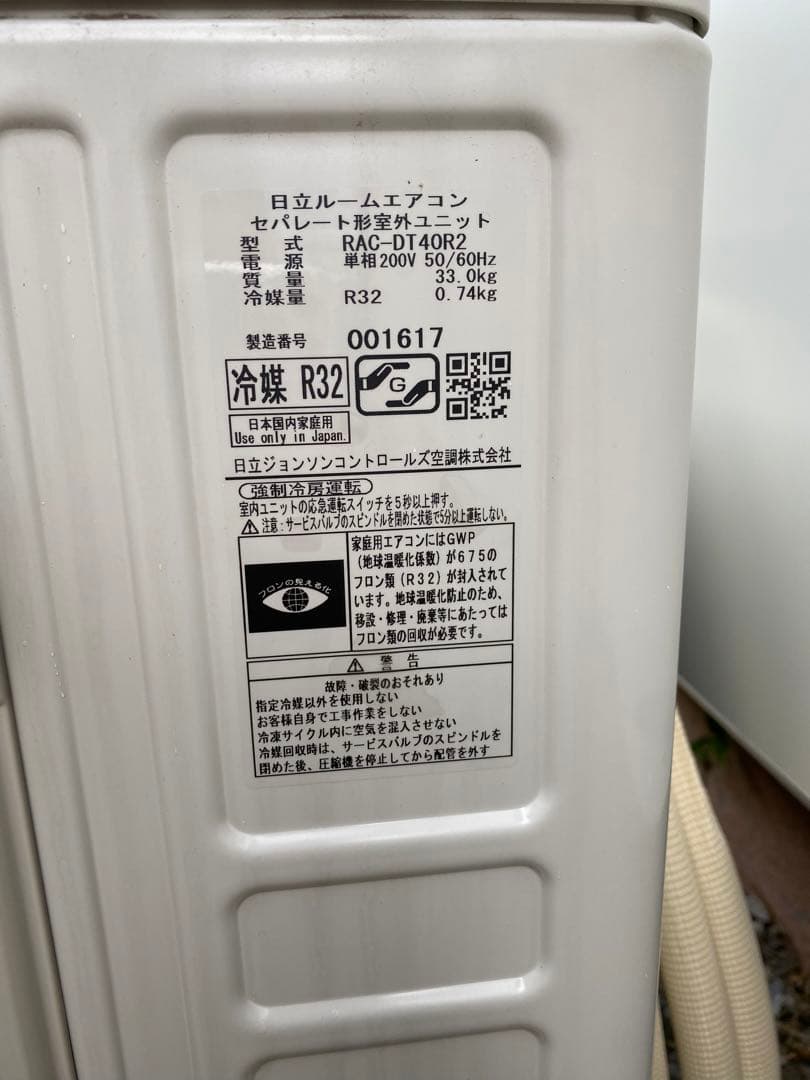 日立ルームエアコン
セパレート形室外ユニット
型式 RAC-DT40R2
電源 単相200V 50/60Hz
質量 33.0kg
冷媒量 R32 0.74kg
製造番号 001617
冷媒 R32
G
日本国内家庭用
Use only in Japan.
日立ジョンソンコントロールズ空調株式会社
強制冷房運転
室内ユニットの応急運転スイッチを5秒以上押す。
⚠注意:サービスバルブのスピンドルを閉めた状態で5分以上運転しない。
フロンの見える化
家庭用エアコンにはGWP
(地球温暖化係数)が675の
フロン類(R32)が封入されて
います。地球温暖化防止のため、
移設・修理・廃棄等にあたっては
フロン類の回収が必要です。
⚠警告
故障・破裂のおそれあり
指定冷媒以外を使用しない
お客様自身で工事作業をしない
冷凍サイクル内に空気を混入させない
冷媒回収時は、サービスバルブのスピンドルを
閉めた後、圧縮機を停止してから配管を外す